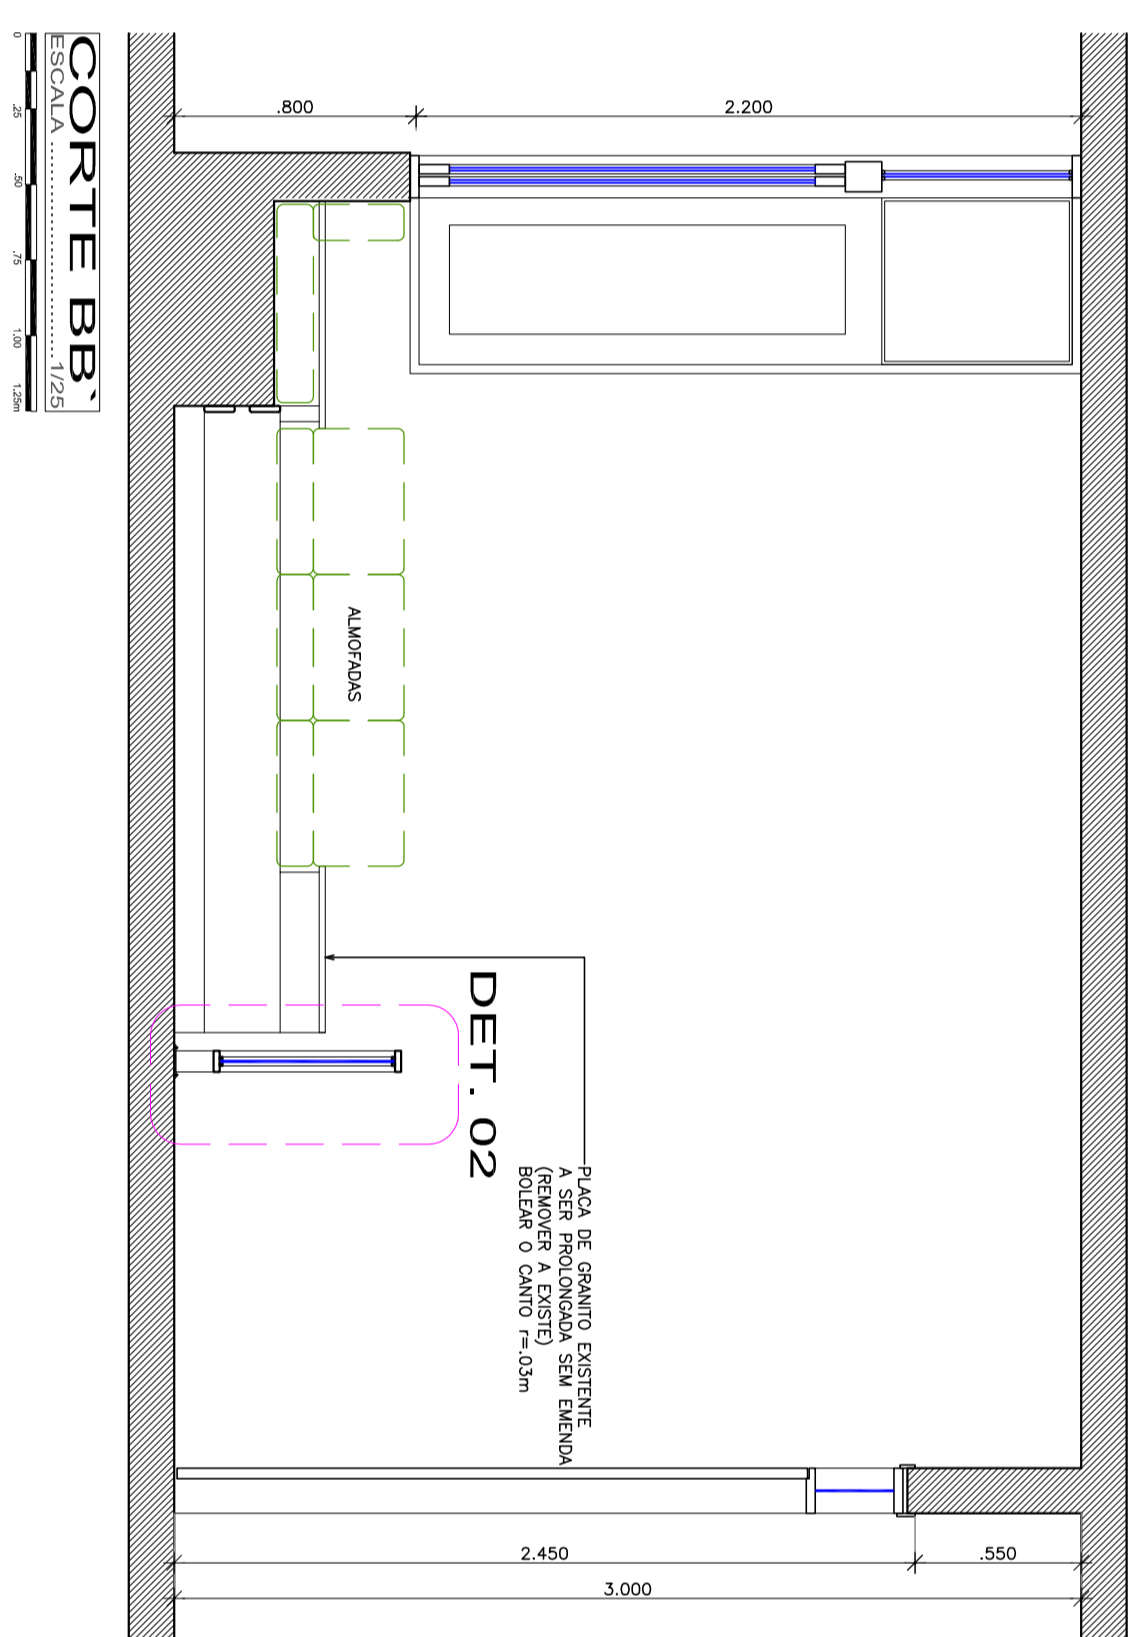 .800
2.200
ALMOFADAS
DET. 02
PLACA DE GRANITO EXISTENTE
A SER PROLONGADA SEM EMENDA
(REMOVER A EXISTE)
BOLEAR O CANTO r=.03m
2.450
.550
3.000
CORTE BB`
ESCALA ................... 1/25
0 .25 .50 .75 1.00 1.25m